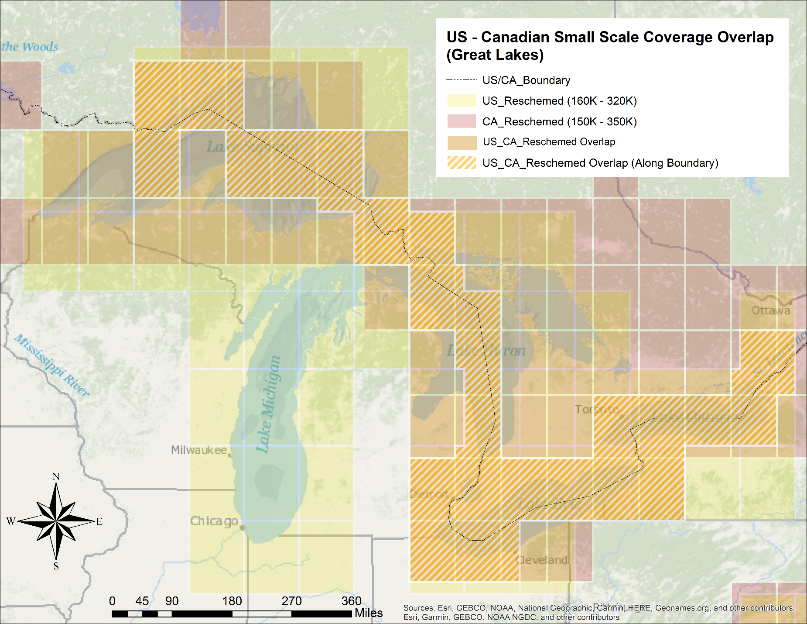 US - Canadian Small Scale Coverage Overlap
(Great Lakes)
US/CA_Boundary
US_Reschemed (160K - 320K)
CA_Reschemed (150K - 350K)
US_CA_Reschemed Overlap
US_CA_Reschemed Overlap (Along Boundary)
the Woods
Ottawa
Mississippi River
Lake Michigan
Toronto
Milwaukee
Detroit
Chicago
Cleveland
N
W E
S
0 45 90 180 270 360
Miles
Sources: Esri, GEBCO, NOAA, National Geographic, Garmin, HERE, Geonames.org, and other contributors,
Esri, Garmin, GEBCO, NOAA NGDC, and other contributors